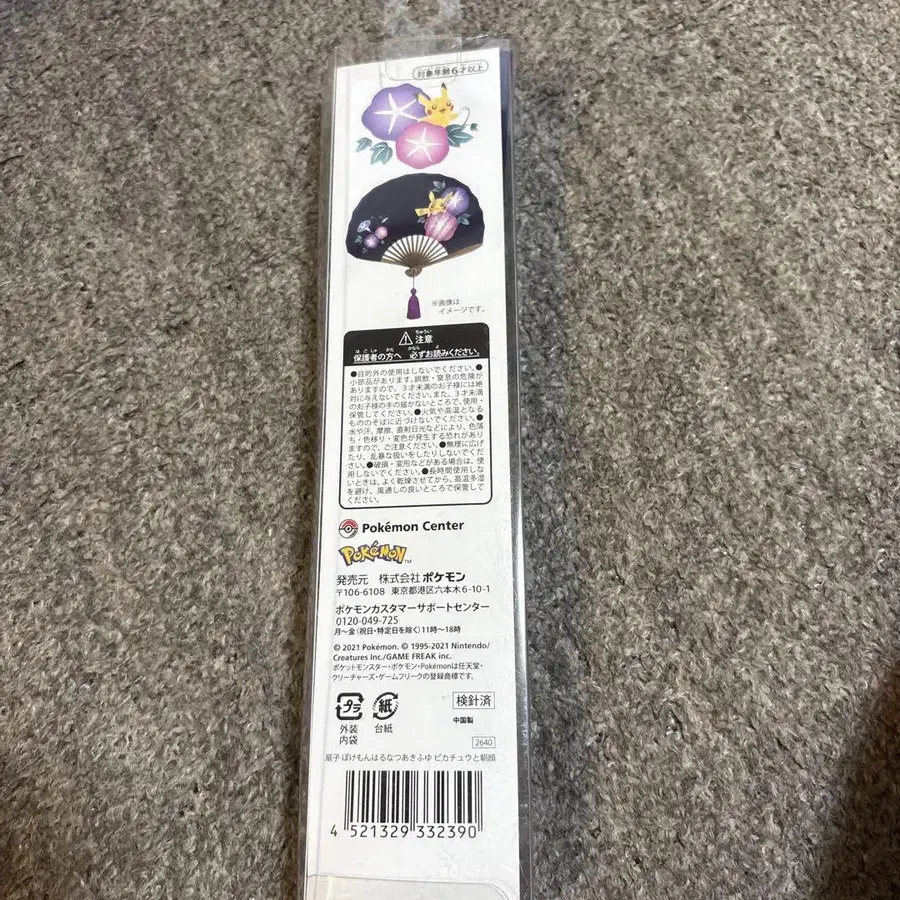 対象年齢6才以上
※画像は
イメージです。
ちゅうい
注意
ほごしゃ かた かなら よ
保護者の方へ 必ずお読みください。
●目的外の使用はしないでください。●
小部品があります。誤飲・窒息の危険が
ありますので、3才未満のお子様には絶
対に与えないでください。また、3才未満
のお子様の手の届かないところで、使用・
保管してください。●火気や高温となる
もののそばに近づけないでください。●
水や汗、摩擦、直射日光などにより、色落
ち・色移り・変色が発生する恐れがあり
ますので、ご注意ください。●無理に広げ
たり、乱暴な扱いをしたりしないでくだ
さい。●破損・変形などがある場合は、使
用しないでください。●長時間使用しな
いときは、よく乾燥させてから、高温多湿
を避け、風通しの良いところで保管して
ください。
Pokémon Center
POKéMON™
発売元 株式会社ポケモン
〒106-6108 東京都港区六本木6-10-1
ポケモンカスタマーサポートセンター
0120-049-725
月~金(祝日・特定日を除く)11時~18時
© 2021 Pokémon. © 1995-2021 Nintendo/
Creatures Inc./GAME FREAK inc.
ポケットモンスター・ポケモン・Pokémonは任天堂・
クリーチャーズ・ゲームフリークの登録商標です。
プラ 紙 検針済
外装 台紙 中国製
内袋
2640
扇子 ぽけもんはるなつあきふゆ ピカチュウと朝顔
4 521329 332390